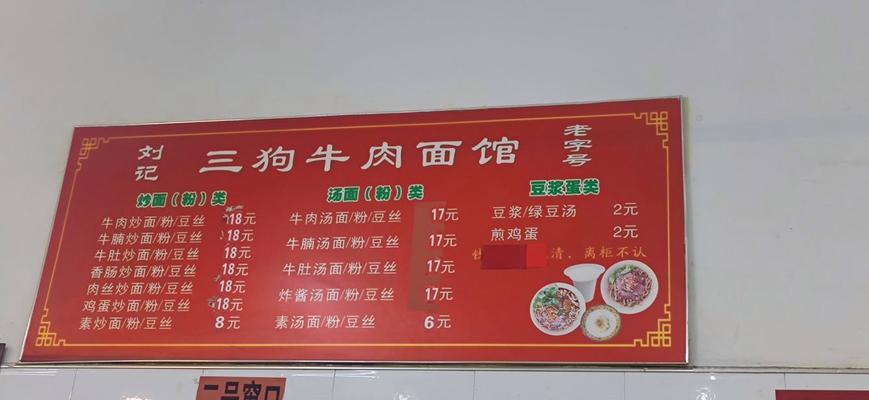 刘记
三狗牛肉面馆
老字号
炒面（粉）类
牛肉炒面/粉/豆丝 18元
牛腩炒面/粉/豆丝 18元
牛肚炒面/粉/豆丝 18元
香肠炒面/粉/豆丝 18元
肉丝炒面/粉/豆丝 18元
鸡蛋炒面/粉/豆丝 18元
素炒面/粉/豆丝 8元
汤面（粉）类
牛肉汤面/粉/豆丝 17元
牛腩汤面/粉/豆丝 17元
牛肚汤面/粉/豆丝 17元
炸酱汤面/粉/豆丝 17元
素汤面/粉/豆丝 6元
豆浆蛋类
豆浆/绿豆汤 2元
煎鸡蛋 2元
清，离柜不认
二号窗口